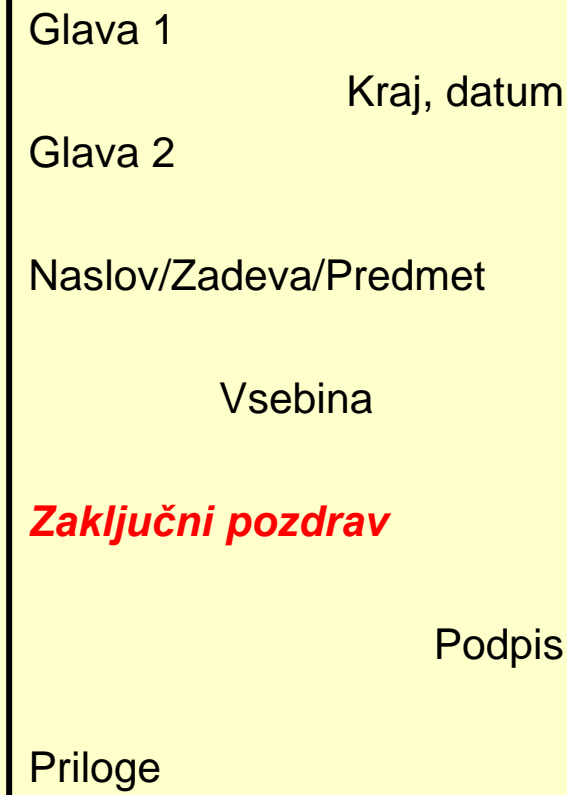 Glava 1
Kraj, datum
Glava 2
Naslov/Zadeva/Predmet
Vsebina
Zaključni pozdrav
Podpis
Priloge